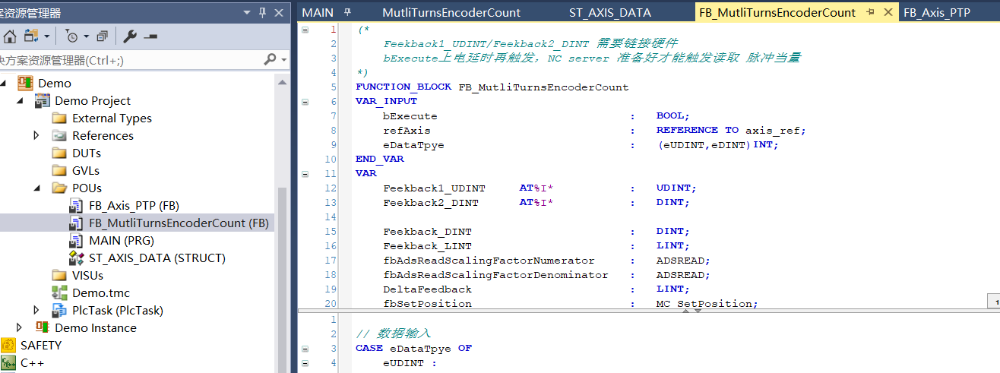 案资源管理器
决方案资源管理器(Ctrl+;)
Demo
Demo Project
External Types
References
DUTs
GVLs
POUs
FB_Axis_PTP (FB)
FB_MutliTurnsEncoderCount (FB)
MAIN (PRG)
ST_AXIS_DATA (STRUCT)
VISUs
Demo.tmc
PlcTask (PlcTask)
Demo Instance
SAFETY
C++
MAIN MutliTurnsEncoderCount ST_AXIS_DATA FB_MutliTurnsEncoderCount FB_Axis_PTP
1 (*
2 Feekback1_UDINT/Feekback2_DINT 需要链接硬件
3 bExecute上电延时再触发，NC server 准备好才能触发读取 脉冲当量
4 *)
5 FUNCTION_BLOCK FB_MutliTurnsEncoderCount
6 VAR_INPUT
7 bExecute : BOOL;
8 refAxis : REFERENCE TO axis_ref;
9 eDataTpye : (eUDINT,eDINT)INT;
10 END_VAR
11 VAR
12 Feekback1_UDINT AT%I* : UDINT;
13 Feekback2_DINT AT%I* : DINT;
14
15 Feekback_DINT : DINT;
16 Feekback_LINT : LINT;
17 fbAdsReadScalingFactorNumerator : ADSREAD;
18 fbAdsReadScalingFactorDenominator : ADSREAD;
19 DeltaFeedback : LINT;
20 fbSetPosition : MC_SetPosition;
1
2 // 数据输入
3 CASE eDataTpye OF
4 eUDINT :